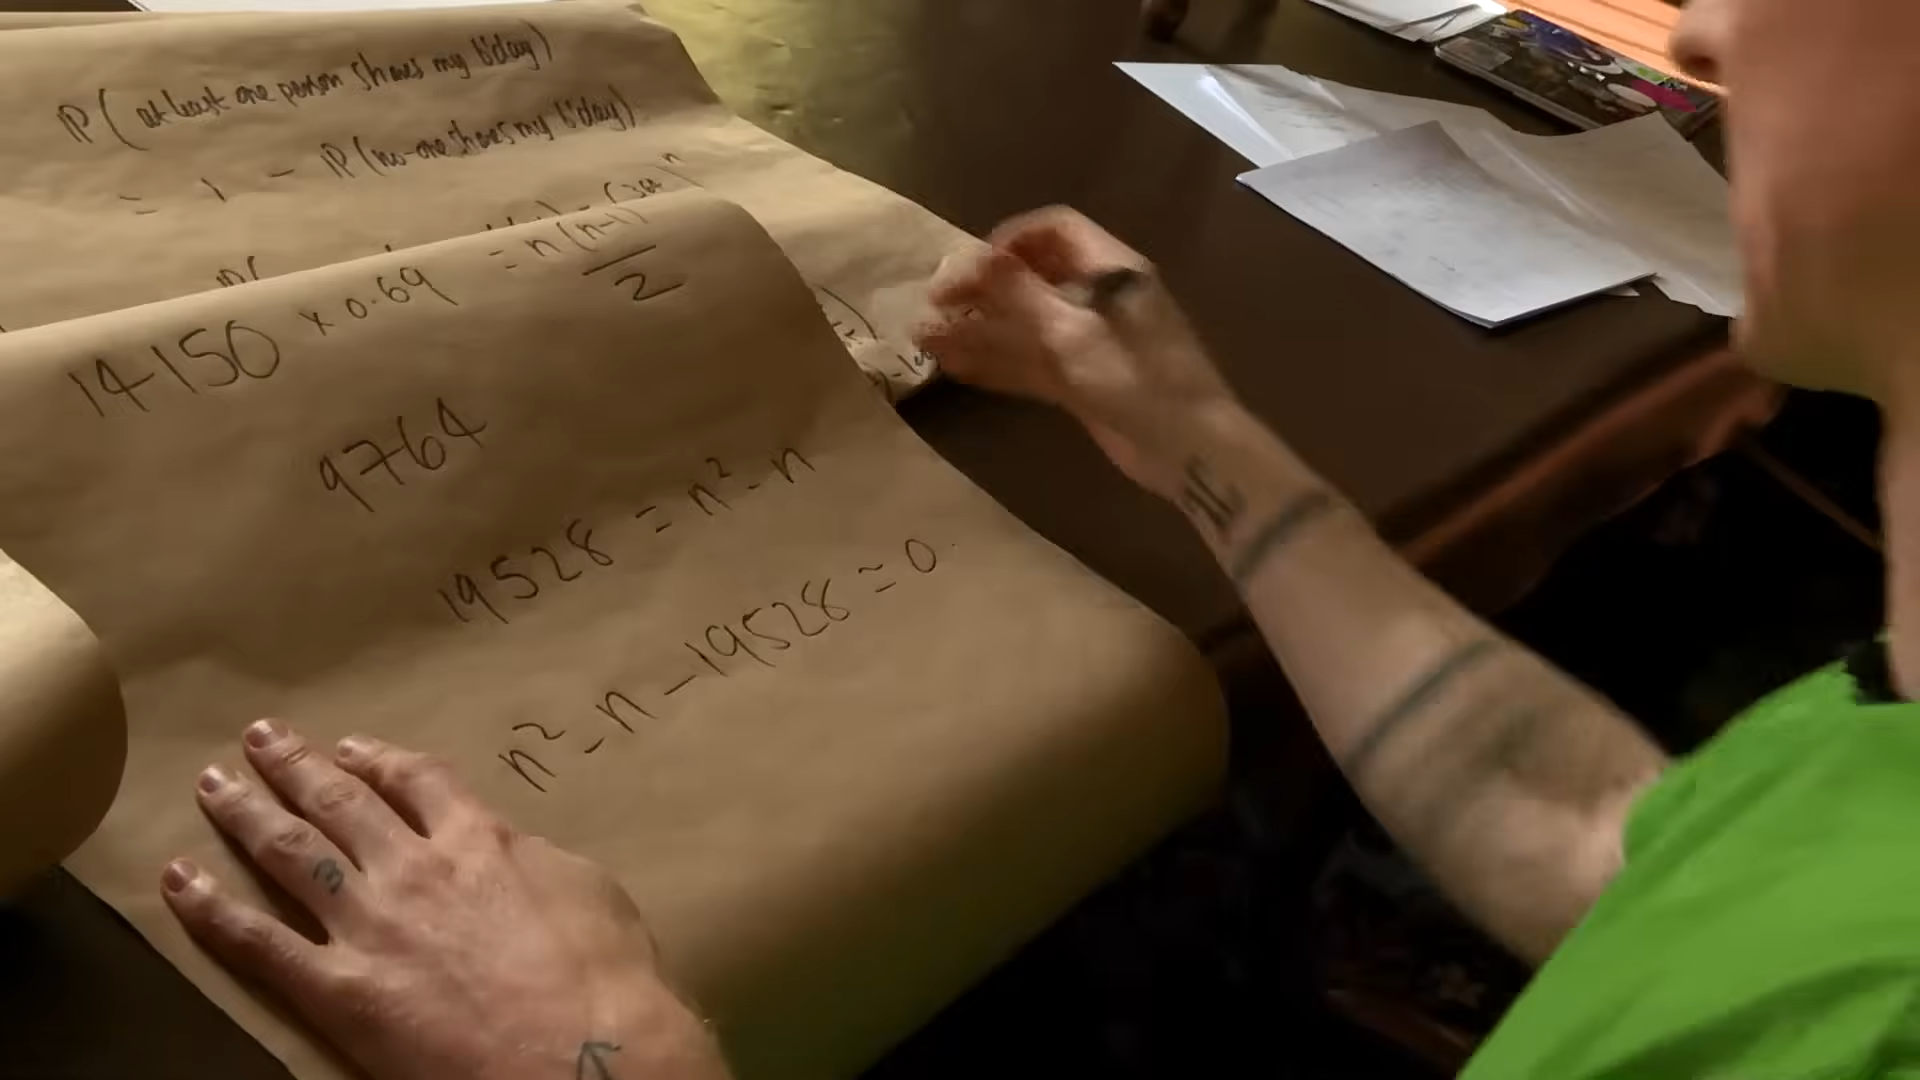 P ( at least one person shares my b'day)
= 1 - P (no-one shares my b'day)
14150 x 0.69 = n(n-1)/2
9764
19528 = n² - n
n² - n - 19528 = 0
3